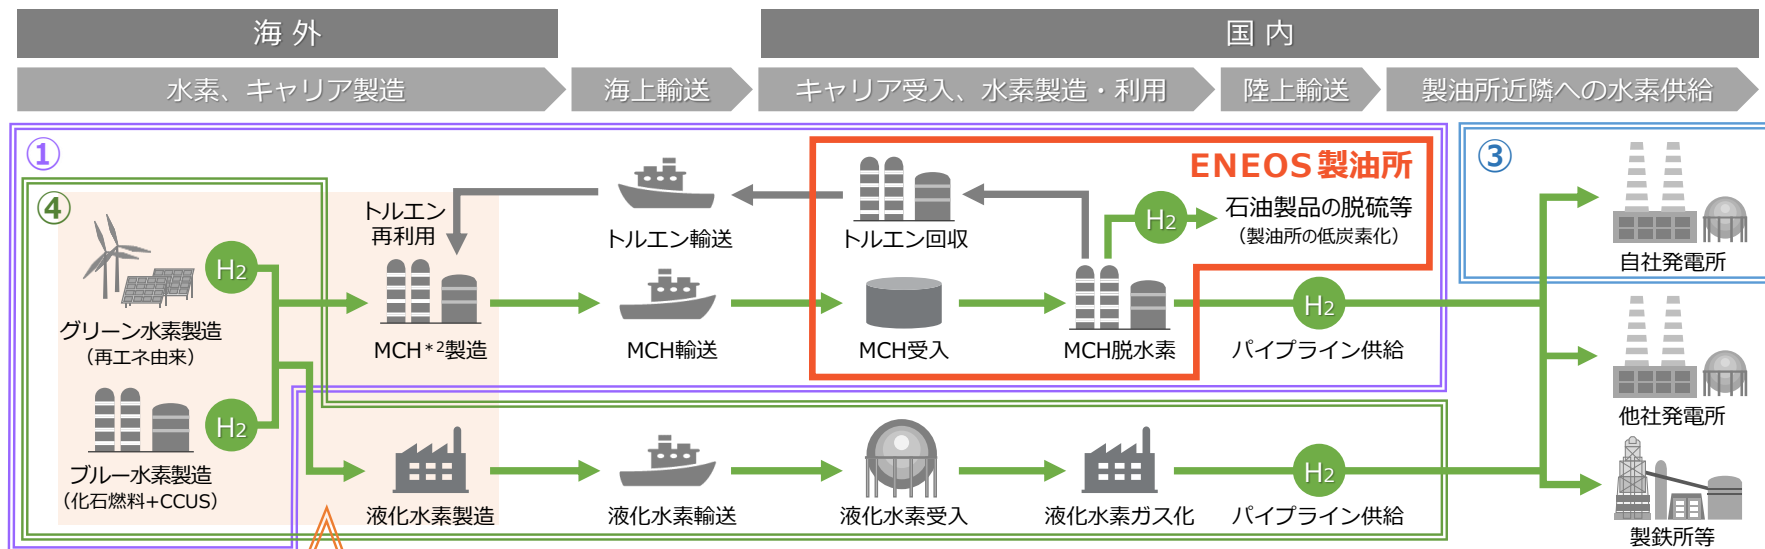 海外
国内
水素、キャリア製造
海上輸送
キャリア受入、水素製造・利用
陸上輸送
製油所近隣への水素供給
①
ENEOS製油所
③
④
トルエン
再利用
トルエン輸送
トルエン回収
H2
石油製品の脱硫等
（製油所の低炭素化）
自社発電所
H2
グリーン水素製造
（再エネ由来）
MCH*2製造
MCH輸送
MCH受入
MCH脱水素
H2
パイプライン供給
他社発電所
H2
ブルー水素製造
（化石燃料+CCUS）
液化水素製造
液化水素輸送
液化水素受入
液化水素ガス化
H2
パイプライン供給
製鉄所等